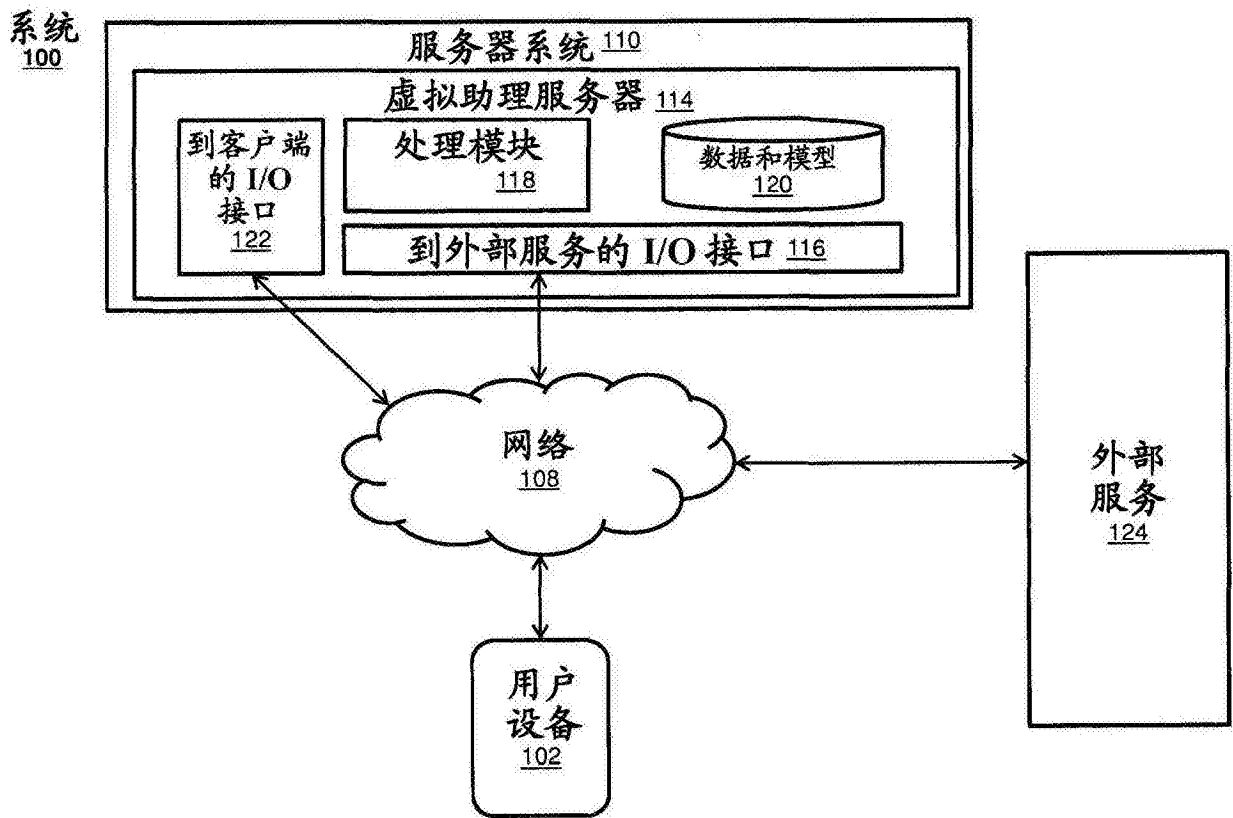 系统
100
服务器系统 110
虚拟助理服务器 114
到客户端
的 I/O
接口
122
处理模块
118
数据和模型
120
到外部服务的 I/O 接口 116
网络
108
外部
服务
124
用户
设备
102